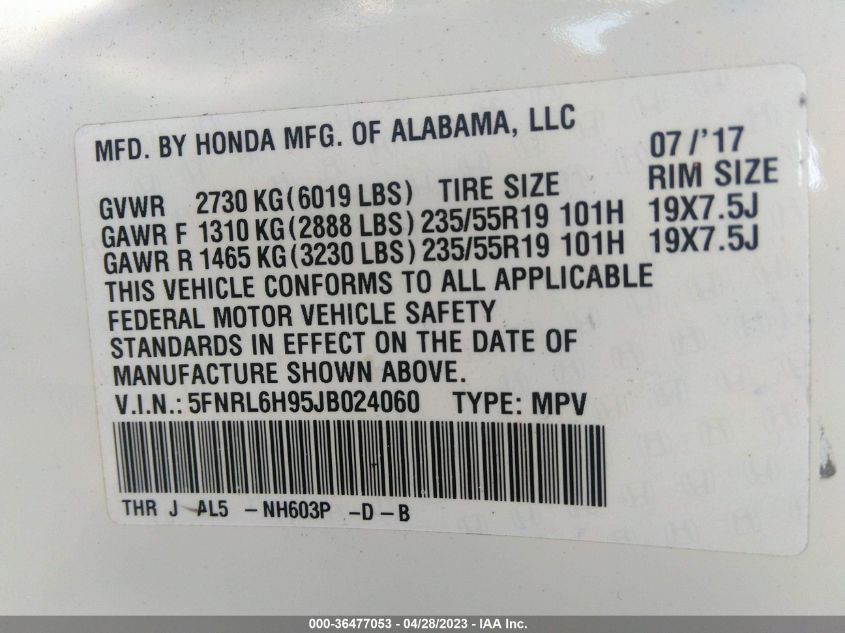 MFD. BY HONDA MFG. OF ALABAMA, LLC 07/'17
GVWR 2730 KG(6019 LBS) TIRE SIZE RIM SIZE
GAWR F 1310 KG(2888 LBS) 235/55R19 101H 19X7.5J
GAWR R 1465 KG(3230 LBS) 235/55R19 101H 19X7.5J
THIS VEHICLE CONFORMS TO ALL APPLICABLE
FEDERAL MOTOR VEHICLE SAFETY
STANDARDS IN EFFECT ON THE DATE OF
MANUFACTURE SHOWN ABOVE.
V.I.N.: 5FNRL6H95JB024060 TYPE: MPV
THR J AL5 -NH603P -D-B
000-36477053 - 04/28/2023 - IAA Inc.